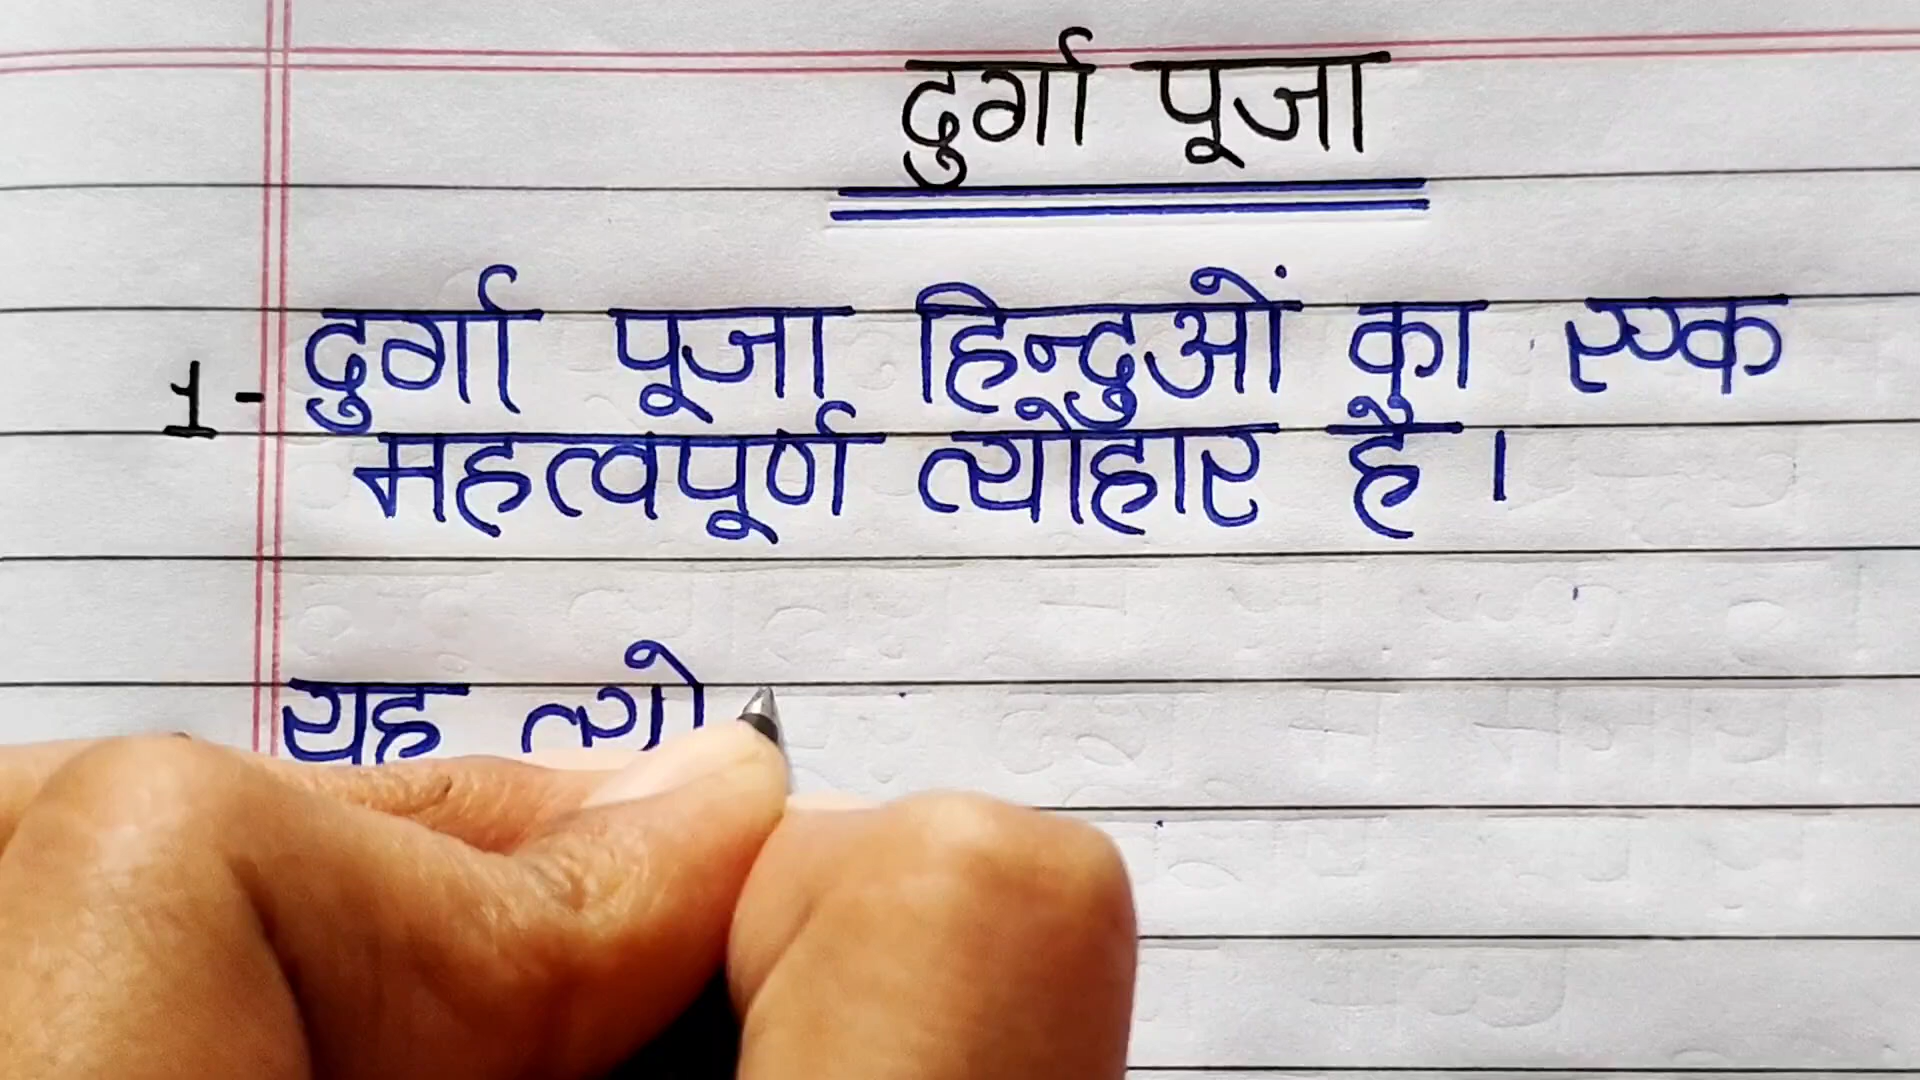 दुर्गा पूजा
1- दुर्गा पूजा हिन्दुओं का एक
महत्वपूर्ण त्योहार है।
यह त्यो